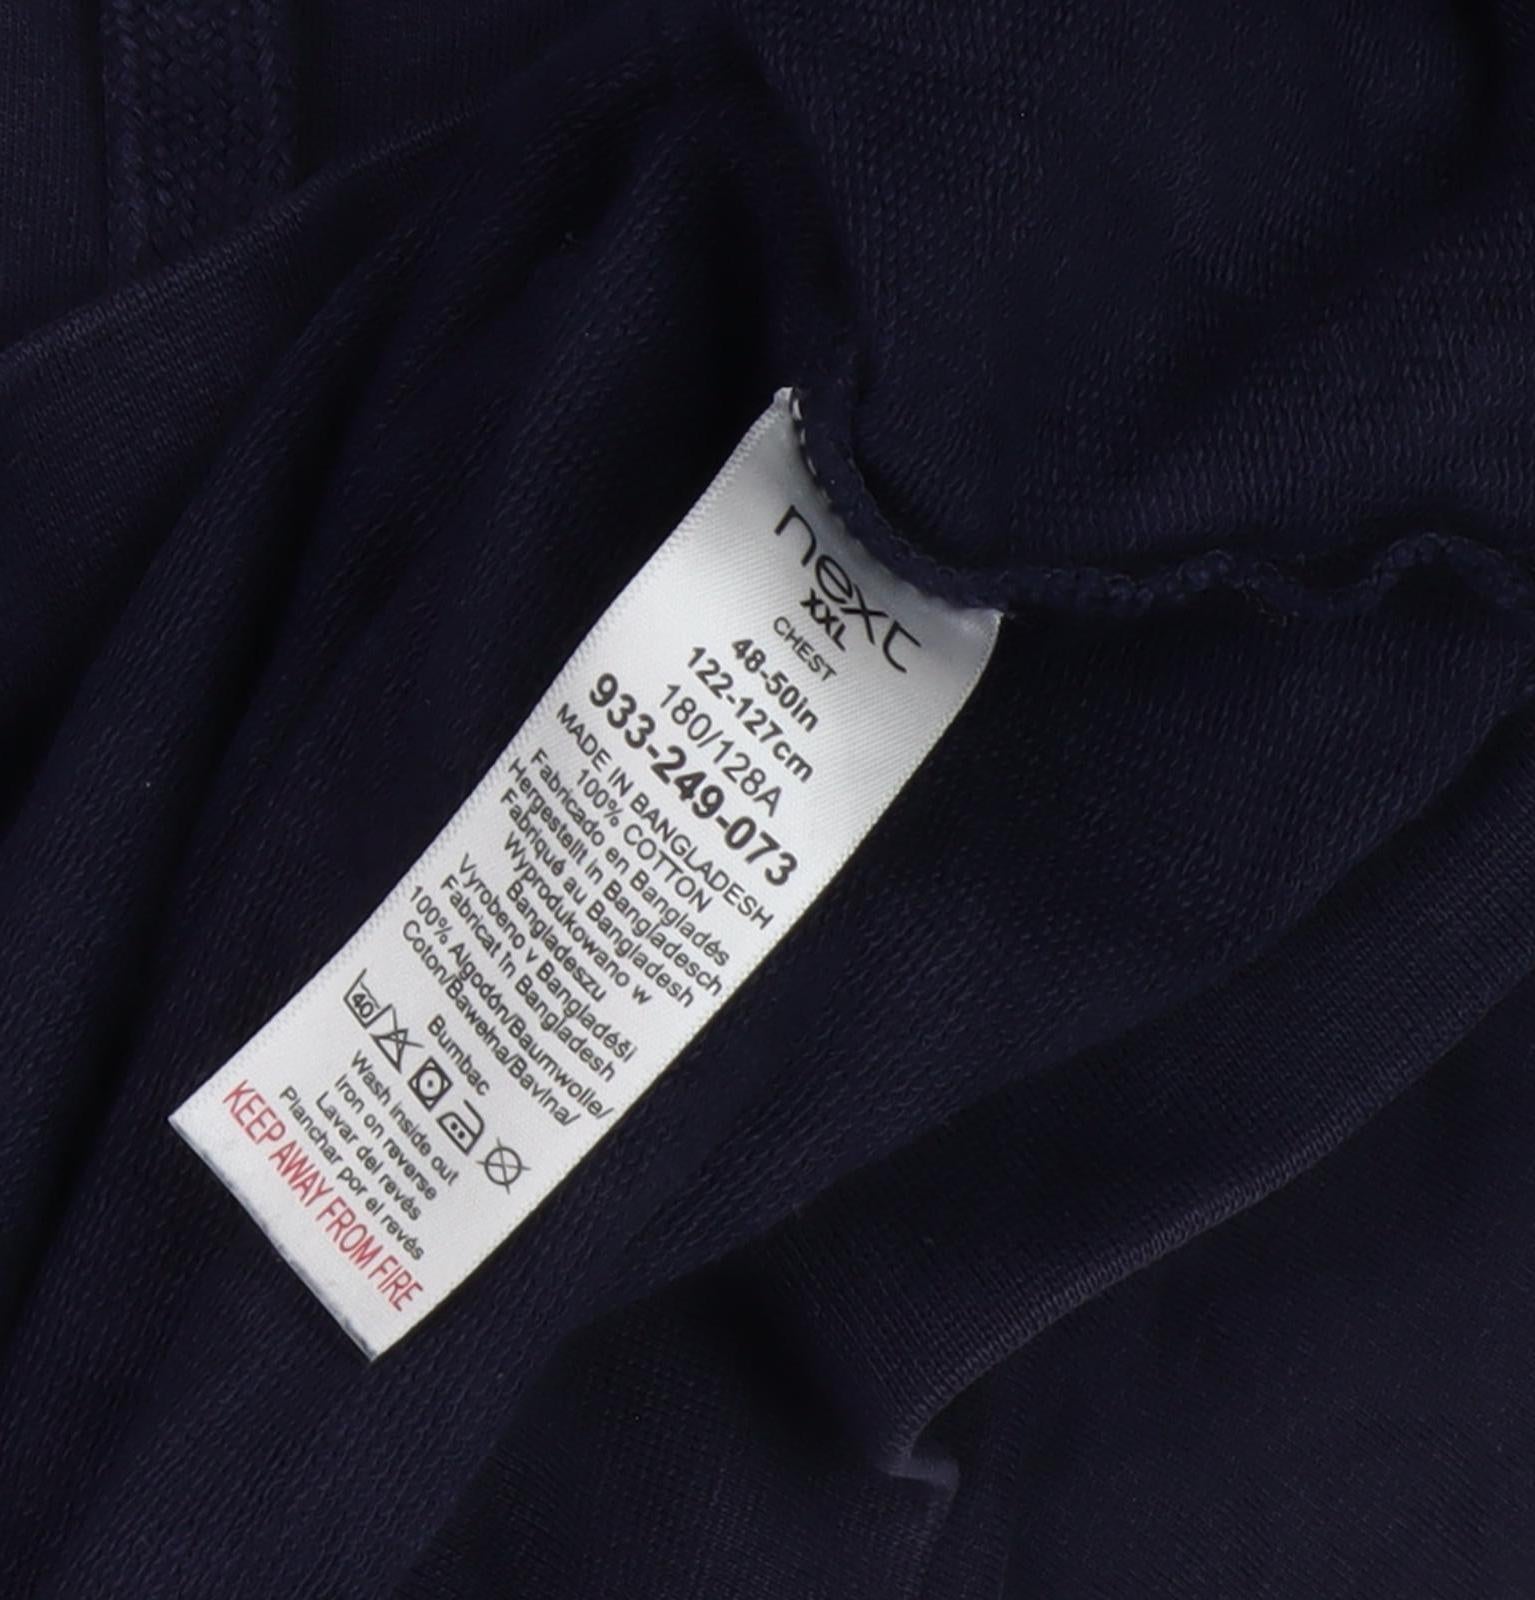 next
XXL
CHEST
48-50in
122-127cm
180/128A
933-249-073
MADE IN BANGLADESH
100% COTTON
Fabricado en Bangladés
Hergestellt in Bangladesch
Fabriqué au Bangladesh
Wyprodukowano w
Bangladeszu
Vyrobeno v Bangladéši
Fabricat în Bangladesh
100% Algodón/Baumwolle/
Coton/Bawełna/Bavlna/
Bumbac
40
Wash inside out
Iron on reverse
Lavar del revés
Planchar por el revés
KEEP AWAY FROM FIRE